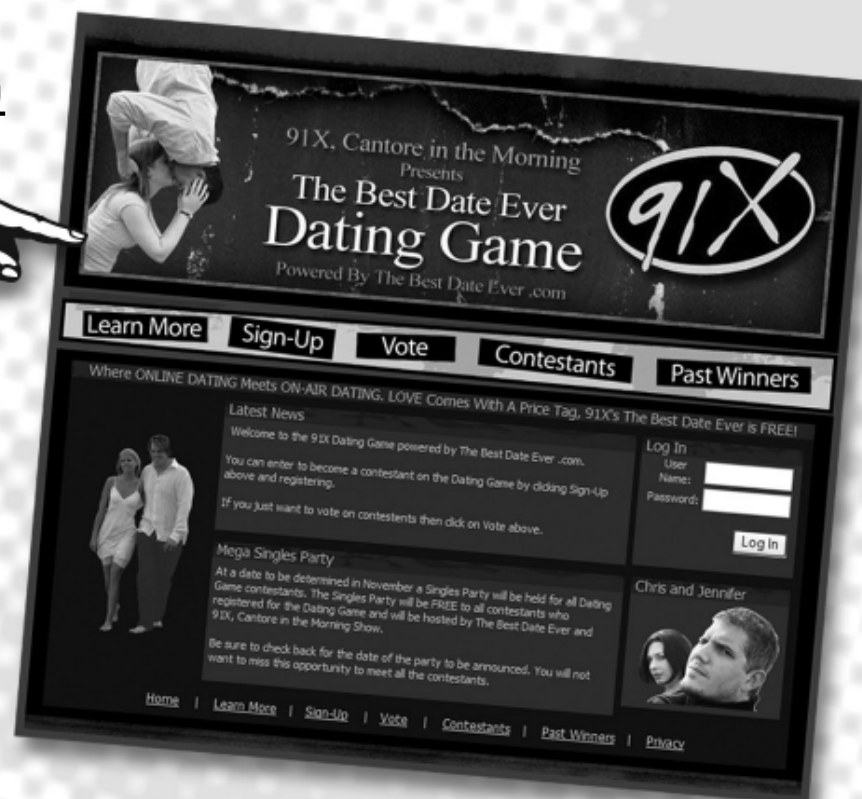 91X, Cantore in the Morning
Presents
The Best Date Ever
Dating Game
Powered By The Best Date Ever .com
91X
Learn More
Sign-Up
Vote
Contestants
Past Winners
Where ONLINE DATING Meets ON-AIR DATING. LOVE Comes With A Price Tag, 91X's The Best Date Ever is FREE!
Latest News
Welcome to the 91X Dating Game powered by The Best Date Ever .com.
You can enter to become a contestant on the Dating Game by clicking Sign-Up
above and registering.
If you just want to vote on contestents then click on Vote above.
Log In
User
Name:
Password:
Log In
Mega Singles Party
At a date to be determined in November a Singles Party will be held for all Dating
Game contestants. The Singles Party will be FREE to all contestants who
registered for the Dating Game and will be hosted by The Best Date Ever and
91X, Cantore in the Morning Show.
Be sure to check back for the date of the party to be announced. You will not
want to miss this opportunity to meet all the contestants.
Chris and Jennifer
Home | Learn More | Sign-Up | Vote | Contestants | Past Winners | Privacy